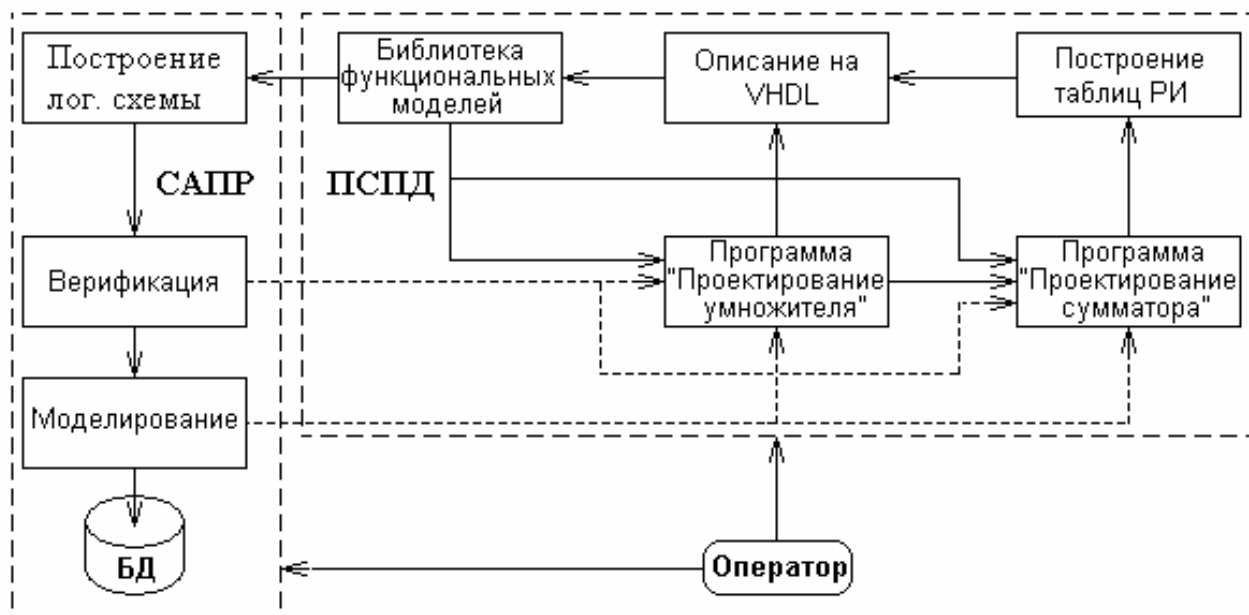 Построение
лог. схемы
Библиотека
функциональных
моделей
Описание на
VHDL
Построение
таблиц РИ
САПР
ПСПД
Верификация
Программа
"Проектирование
умножителя"
Программа
"Проектирование
сумматора"
Моделирование
БД
Оператор